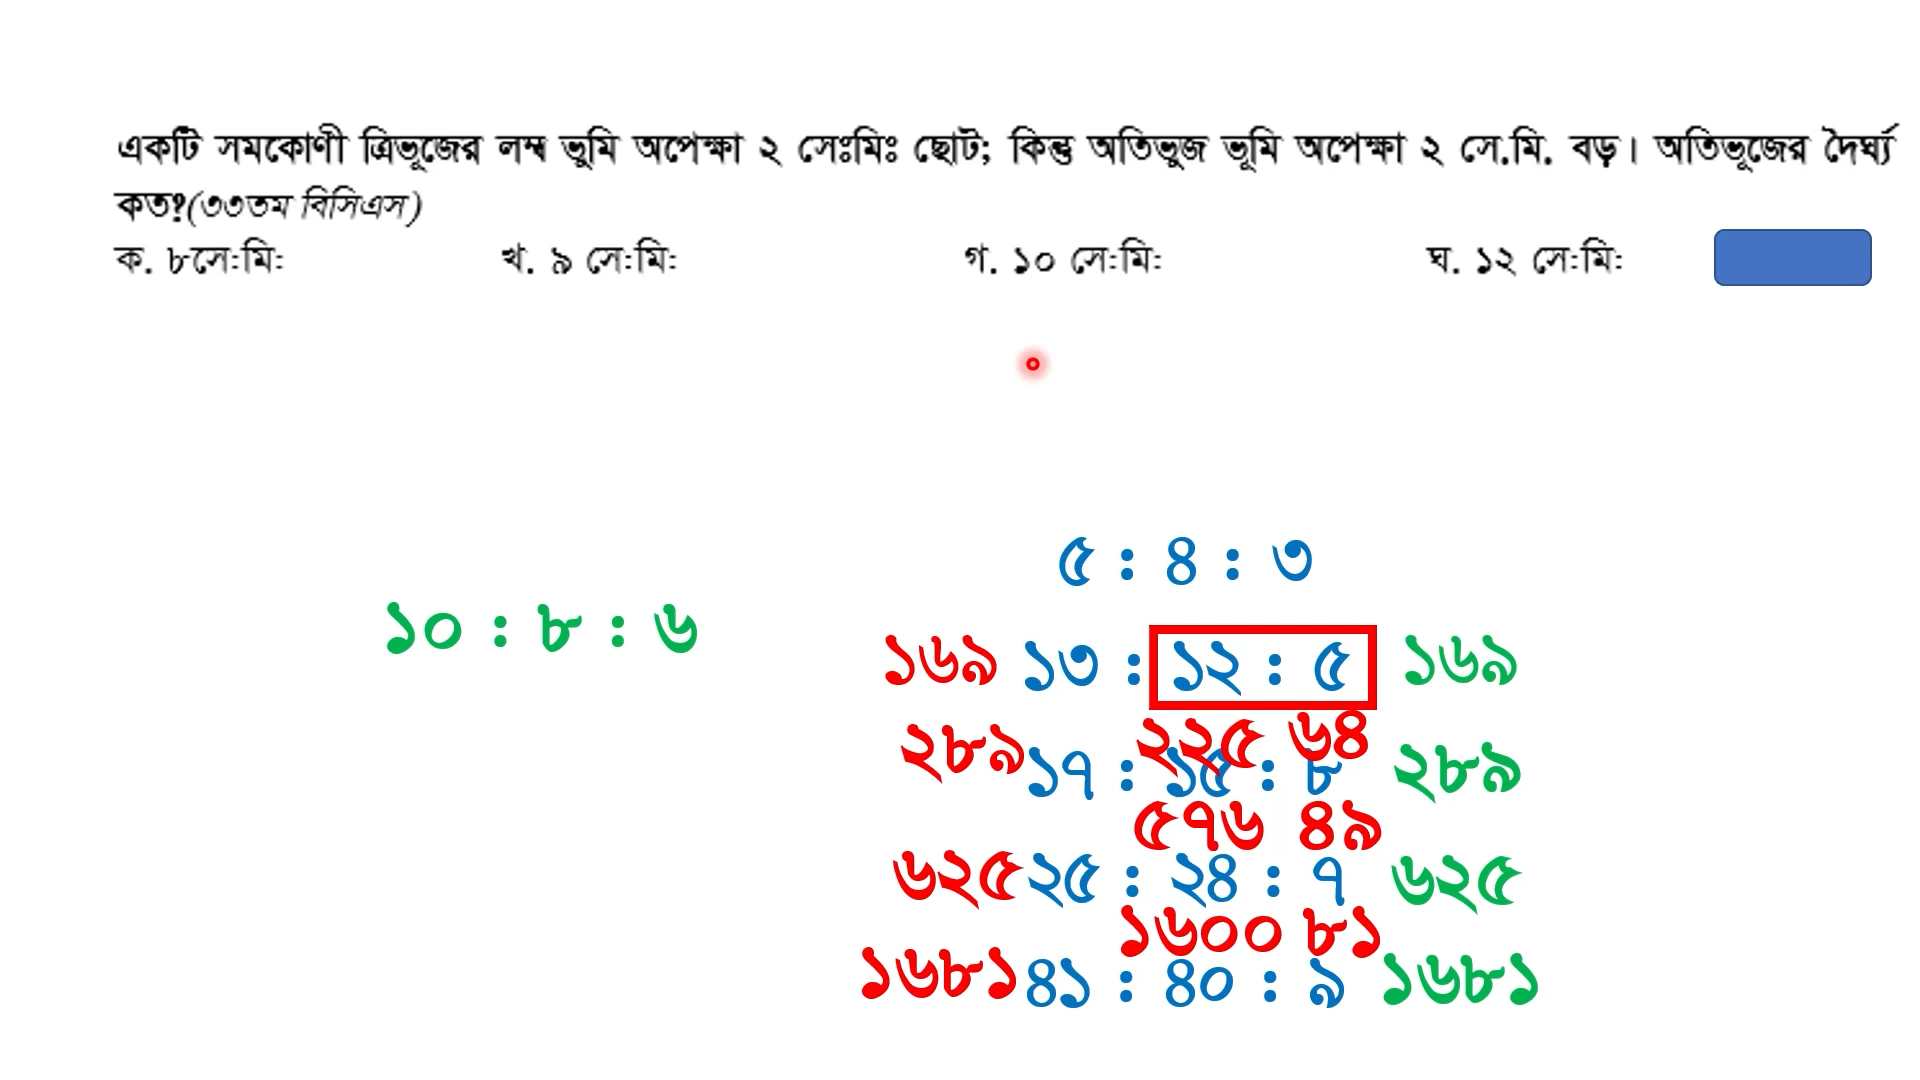 একটি সমকোণী ত্রিভূজের লম্ব ভুমি অপেক্ষা ২ সেঃমিঃ ছোট; কিন্তু অতিভুজ ভূমি অপেক্ষা ২ সে.মি. বড়। অতিভূজের দৈর্ঘ্য
কত?(৩৩তম বিসিএস)
ক. ৮সে:মি: খ. ৯ সে:মি: গ. ১০ সে:মি: ঘ. ১২ সে:মি:
৫ : ৪ : ৩
১০ : ৮ : ৬
১৬৯ ১৩ : ১২ : ৫ ১৬৯
২২৫ ৬৪
২৮৯ ১৭ : ১৫ : ৮ ২৮৯
৫৭৬ ৪৯
৬২৫ ২৫ : ২৪ : ৭ ৬২৫
১৬০০ ৮১
১৬৮১ ৪১ : ৪০ : ৯ ১৬৮১